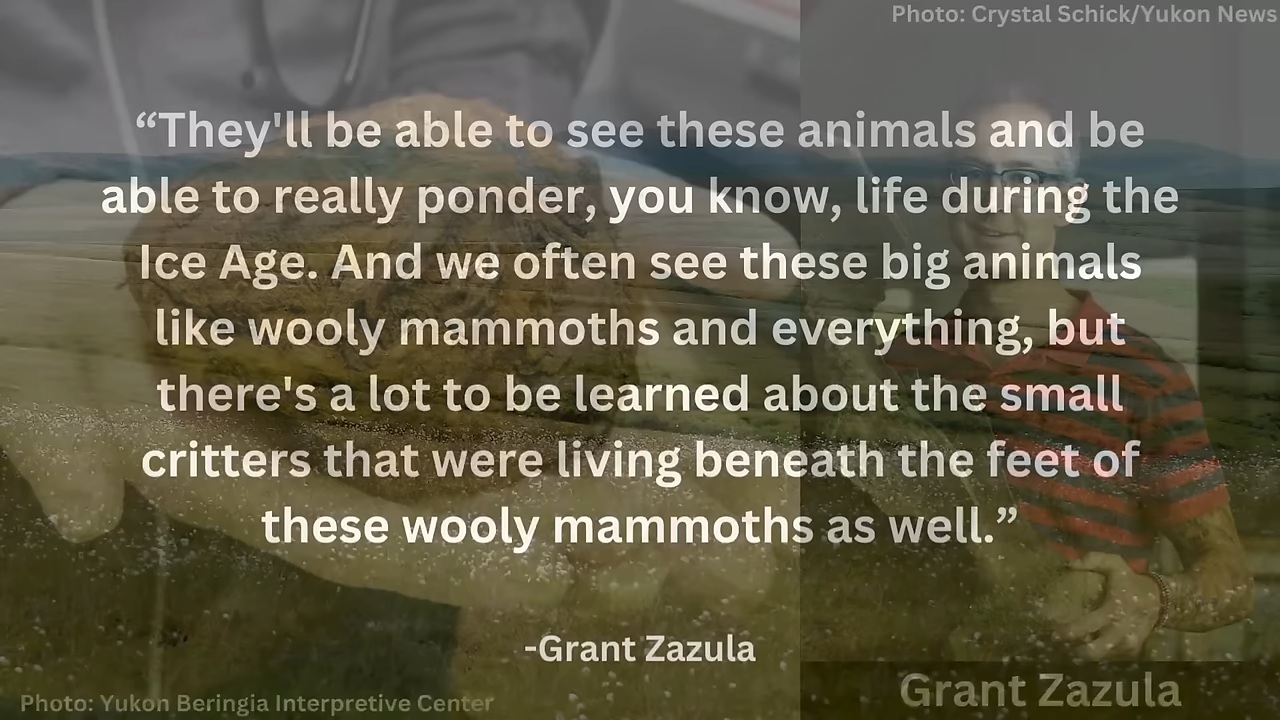 Photo: Crystal Schick/Yukon News
“They'll be able to see these animals and be
able to really ponder, you know, life during the
Ice Age. And we often see these big animals
like wooly mammoths and everything, but
there's a lot to be learned about the small
critters that were living beneath the feet of
these wooly mammoths as well.”
-Grant Zazula
Grant Zazula
Photo: Yukon Beringia Interpretive Center